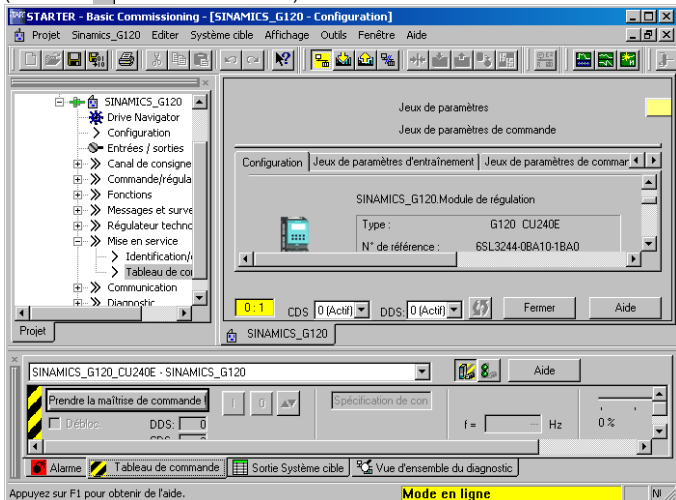 STARTER - Basic Commissioning - [SINAMICS_G120 - Configuration]
Projet Sinamics_G120 Editer Système cible Affichage Outils Fenêtre Aide
SINAMICS_G120
Drive Navigator
Configuration
Entrées / sorties
Canal de consigne
Commande/régula
Fonctions
Messages et surve
Régulateur techno
Mise en service
Identification/
Tableau de co
Communication
Diagnostic
Projet
Jeux de paramètres
Jeux de paramètres de commande
Configuration Jeux de paramètres d'entraînement Jeux de paramètres de commar
SINAMICS_G120.Module de régulation
Type : G120 CU240E
N° de référence : 6SL3244-0BA10-1BA0
0 : 1 CDS 0 (Actif) DDS: 0 (Actif) Fermer Aide
SINAMICS_G120
SINAMICS_G120_CU240E - SINAMICS_G120 Aide
Prendre la maîtrise de commande ! I 0 Spécification de con
Débloc. DDS: 0 f = --- Hz 0 %
CDS: 0
Alarme Tableau de commande Sortie Système cible Vue d'ensemble du diagnostic
Appuyez sur F1 pour obtenir de l'aide. Mode en ligne